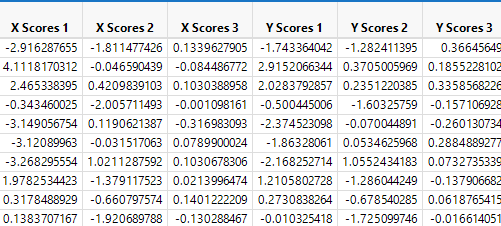 X Scores 1 X Scores 2 X Scores 3 Y Scores 1 Y Scores 2 Y Scores 3
-2.916287655 -1.811477426 0.1339627905 -1.743364042 -1.282411395 0.36645649
4.1118170312 -0.046590439 -0.084486772 2.9152066344 0.3705005969 0.1855228102
2.465338395 0.4209839103 0.1030388958 2.0283792857 0.2351220385 0.3358568226
-0.343460025 -2.005711493 -0.001098161 -0.500445006 -1.60325759 -0.157106928
-3.149056754 0.1190621387 -0.316983093 -2.374523098 -0.070044891 -0.260130734
-3.12089963 -0.031517063 0.0789900024 -1.86328061 0.0534625968 0.2884889277
-3.268295554 1.0211287592 0.1030678306 -2.168252714 1.0552434183 0.0732735339
1.9782534423 -1.379117523 0.0213996474 1.2105802728 -1.286044249 -0.137906682
0.3178488929 -0.660797574 0.1401222209 0.2730838264 -0.678540285 0.0618765415
0.1383707167 -1.920689788 -0.130288467 -0.010325418 -1.725099746 -0.016614051